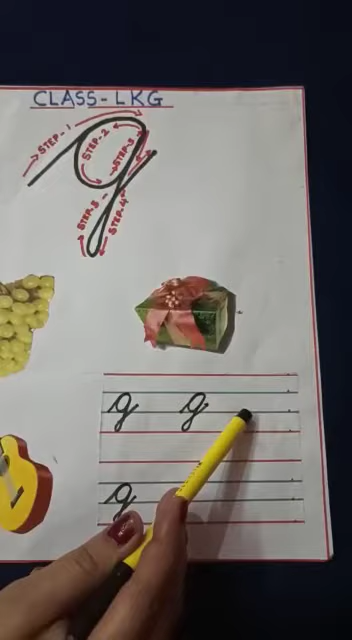 CLASS-LKG
g
STEP-1
STEP-2
STEP-3
STEP-4
STEP-5
g g
g